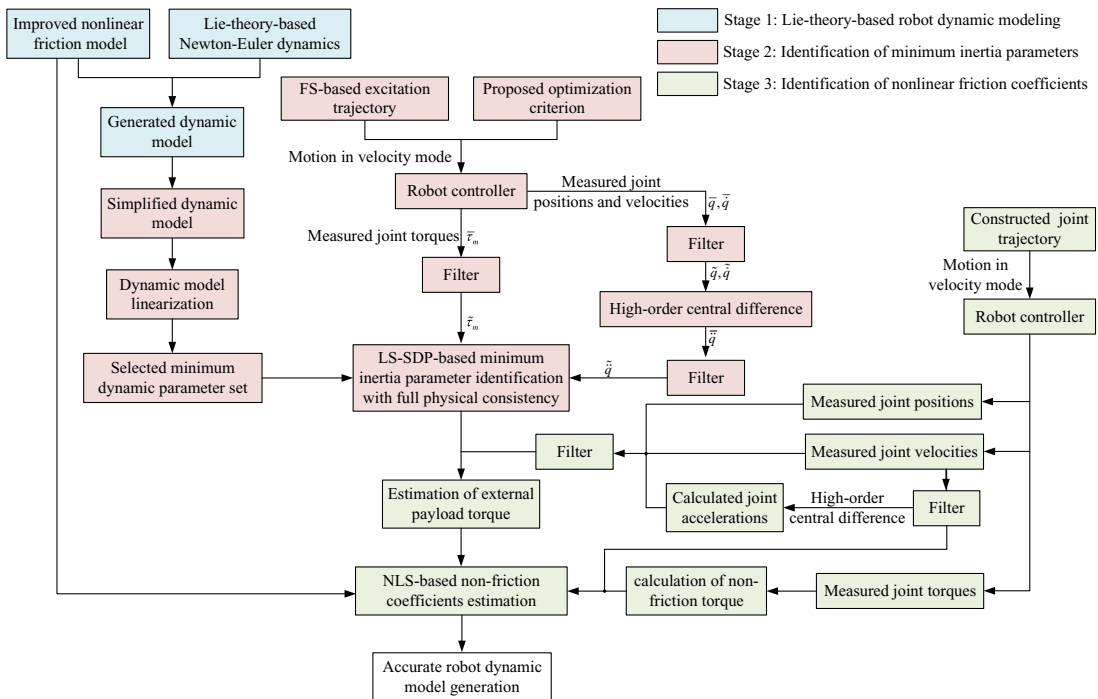 Improved nonlinear
friction model
Lie-theory-based
Newton-Euler dynamics
Stage 1: Lie-theory-based robot dynamic modeling
Stage 2: Identification of minimum inertia parameters
Stage 3: Identification of nonlinear friction coefficients
FS-based excitation
trajectory
Proposed optimization
criterion
Generated dynamic
model
Motion in velocity mode
Robot controller
Measured joint
positions and velocities
q̅, q̇̅
Simplified dynamic
model
Measured joint torques
τ̅ₘ
Filter
Filter
q̃, q̇̃
Constructed joint
trajectory
Motion in
velocity mode
Dynamic model
linearization
High-order central difference
Robot controller
τ̃ₘ
q̈̅
Selected minimum
dynamic parameter set
LS-SDP-based minimum
inertia parameter identification
with full physical consistency
q̈̃
Filter
Measured joint positions
Filter
Measured joint velocities
Estimation of external
payload torque
Calculated joint
accelerations
High-order
central difference
Filter
NLS-based non-friction
coefficients estimation
calculation of non-
friction torque
Measured joint torques
Accurate robot dynamic
model generation